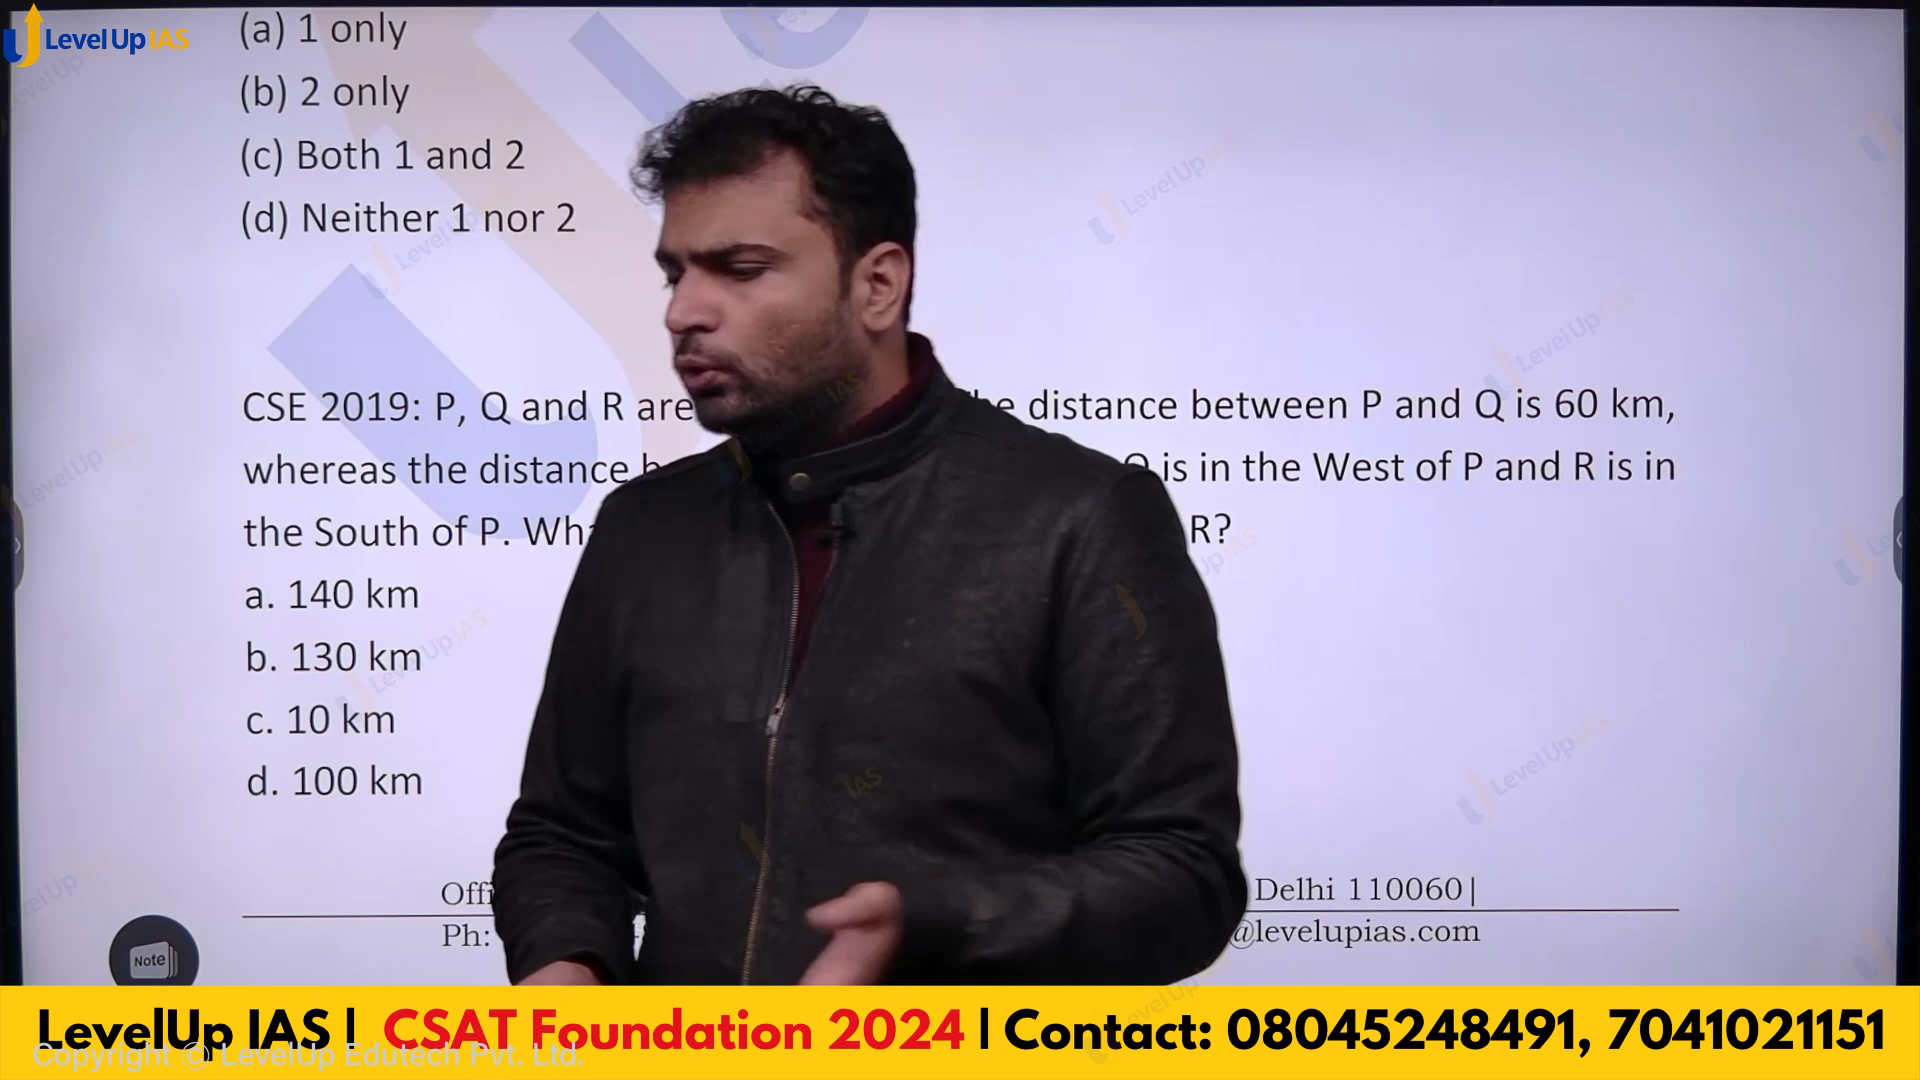 LevelUp IAS
(a) 1 only
(b) 2 only
(c) Both 1 and 2
(d) Neither 1 nor 2
CSE 2019: P, Q and R are distance between P and Q is 60 km,
whereas the distance is in the West of P and R is in
the South of P. R?
a. 140 km
b. 130 km
c. 10 km
d. 100 km
Delhi 110060|
Ph: @levelupias.com
Note
LevelUp IAS | CSAT Foundation 2024 | Contact: 08045248491, 7041021151
Copyright © LevelUp Edutech Pvt. Ltd.